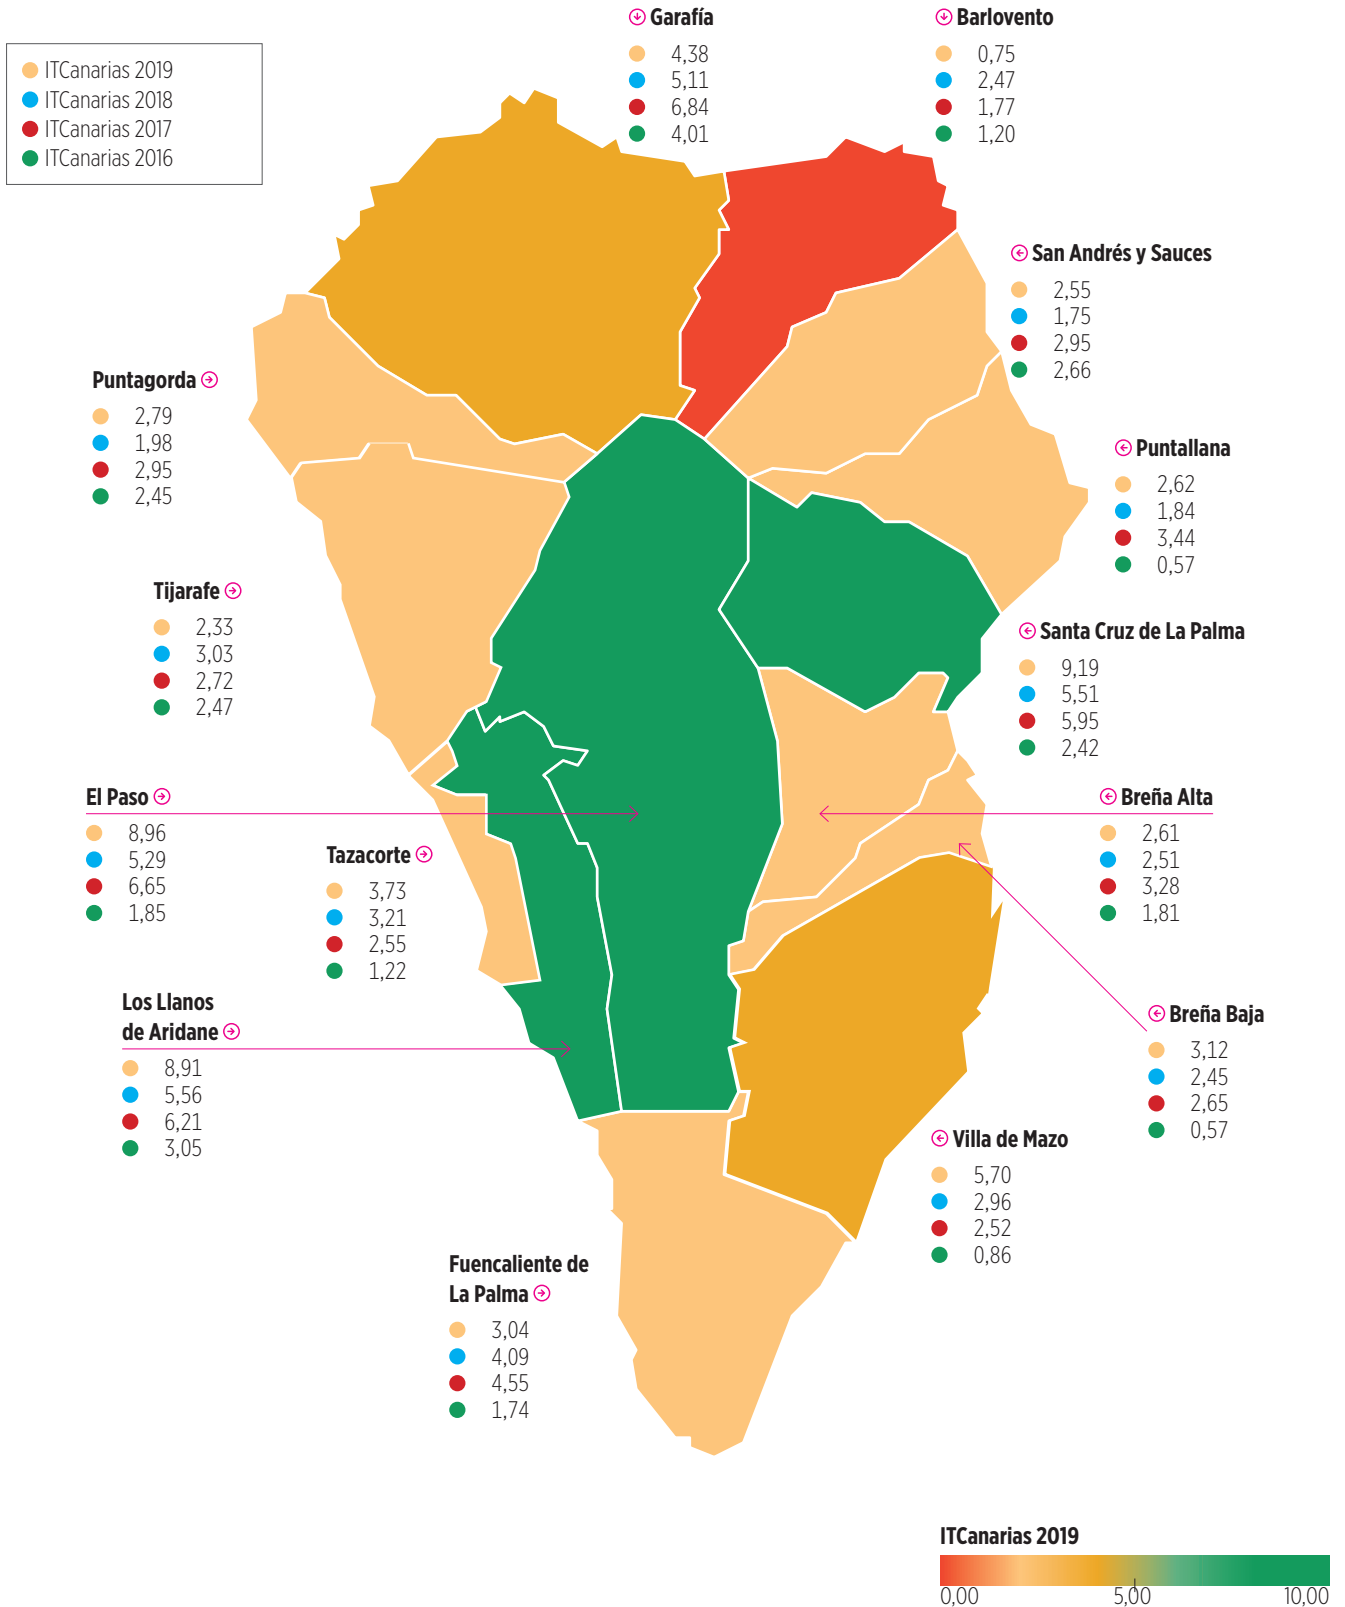 ITCanarias 2019
ITCanarias 2018
ITCanarias 2017
ITCanarias 2016
Garafía
4,38
5,11
6,84
4,01
Barlovento
0,75
2,47
1,77
1,20
San Andrés y Sauces
2,55
1,75
2,95
2,66
Puntagorda
2,79
1,98
2,95
2,45
Puntallana
2,62
1,84
3,44
0,57
Tijarafe
2,33
3,03
2,72
2,47
Santa Cruz de La Palma
9,19
5,51
5,95
2,42
El Paso
8,96
5,29
6,65
1,85
Breña Alta
2,61
2,51
3,28
1,81
Tazacorte
3,73
3,21
2,55
1,22
Los Llanos
de Aridane
8,91
5,56
6,21
3,05
Breña Baja
3,12
2,45
2,65
0,57
Villa de Mazo
5,70
2,96
2,52
0,86
Fuencaliente de
La Palma
3,04
4,09
4,55
1,74
ITCanarias 2019
0,00 5,00 10,00